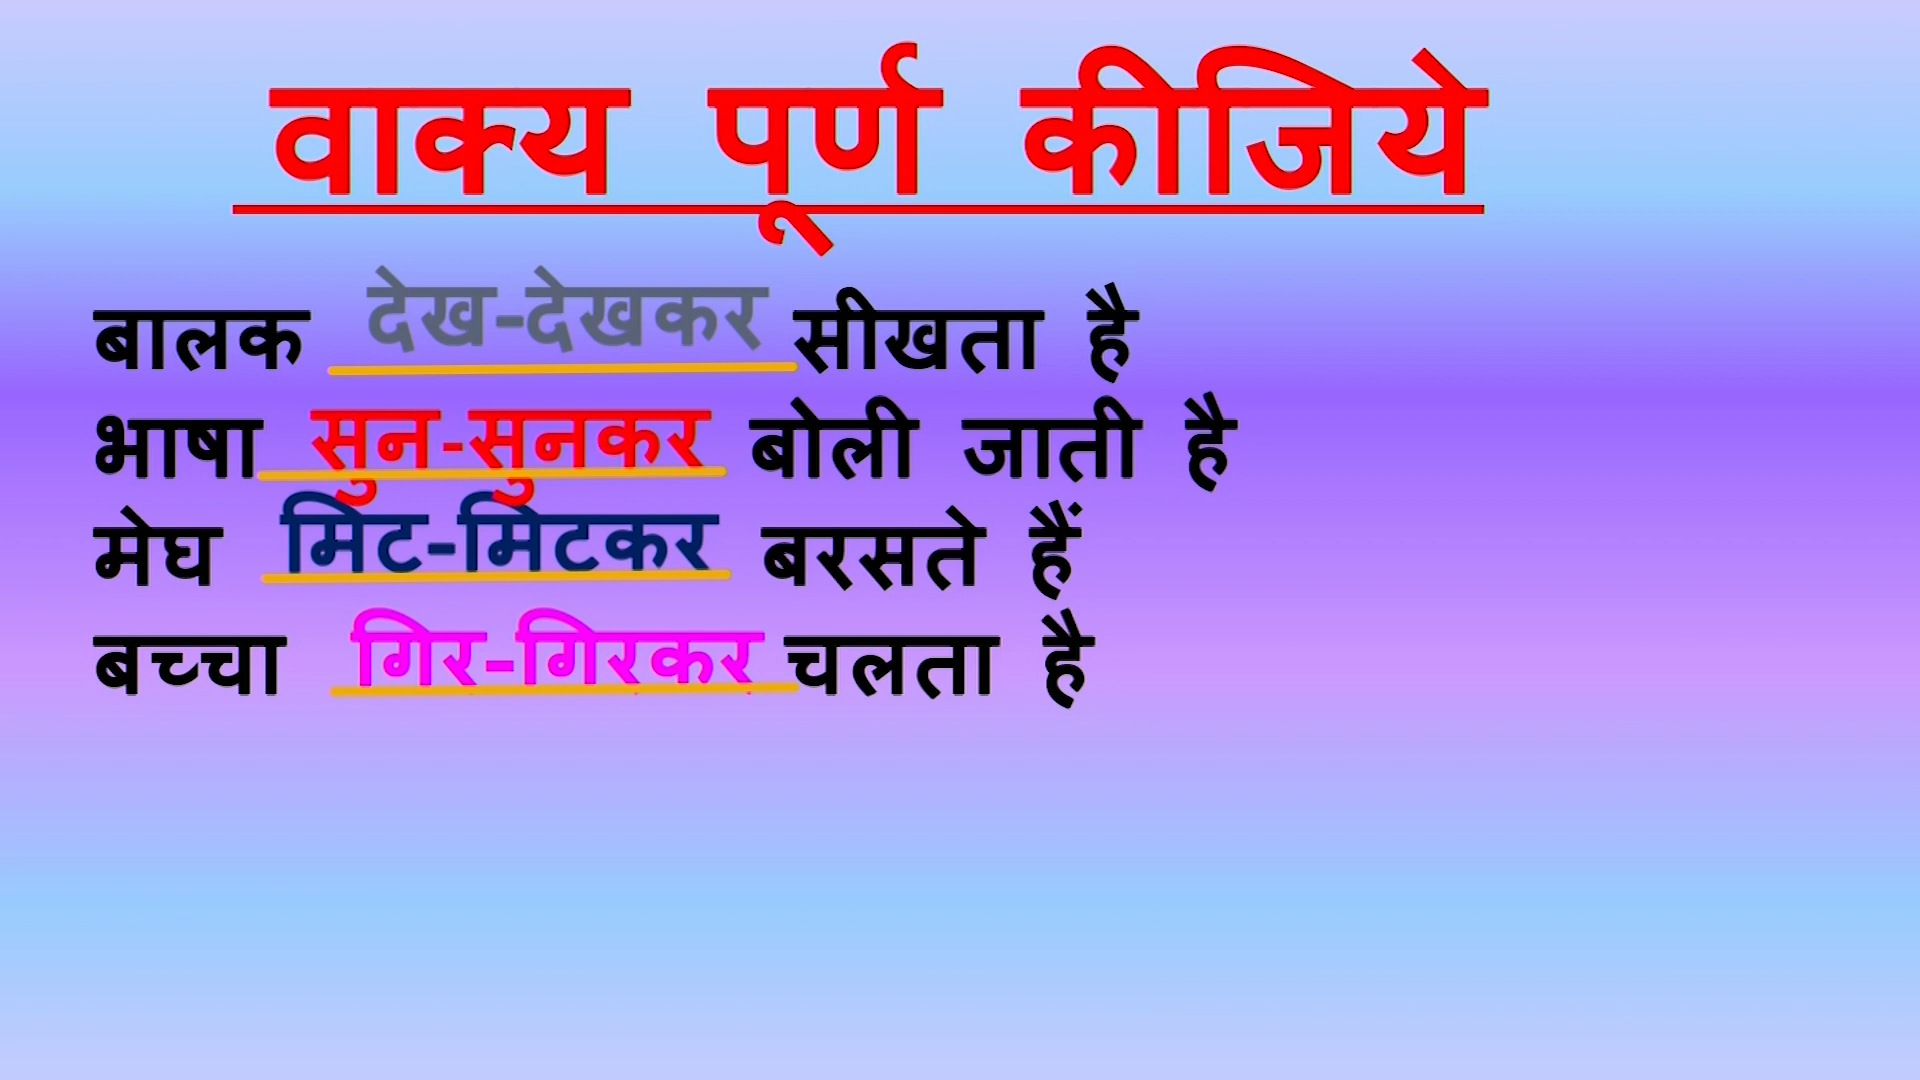 वाक्य पूर्ण कीजिये
बालक देख-देखकर सीखता है
भाषा सुन-सुनकर बोली जाती है
मेघ मिट-मिटकर बरसते हैं
बच्चा गिर-गिरकर चलता है